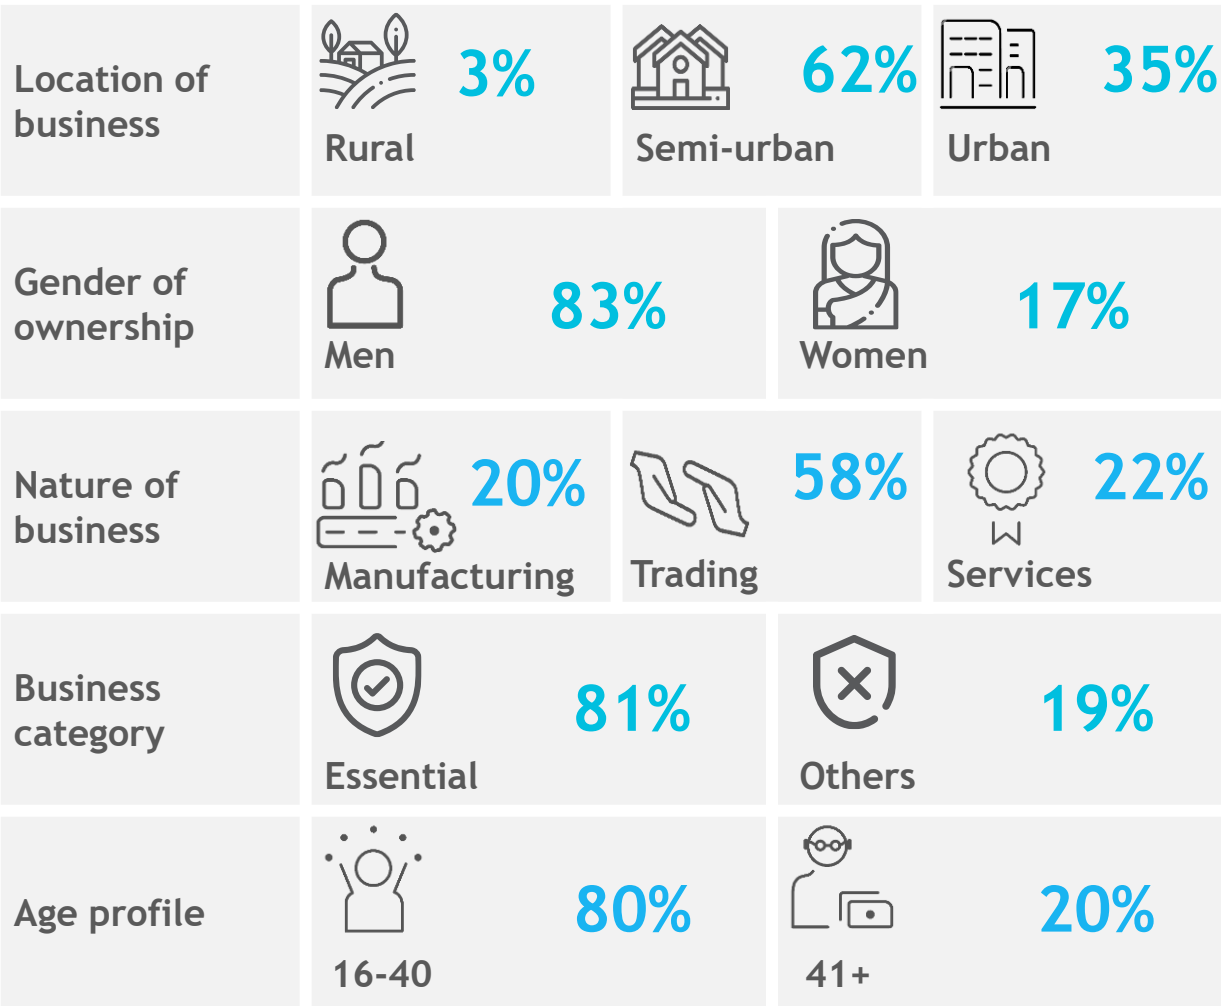 Location of
business
3%
Rural
62%
Semi-urban
35%
Urban
Gender of
ownership
83%
Men
17%
Women
Nature of
business
20%
Manufacturing
58%
Trading
22%
Services
Business
category
81%
Essential
19%
Others
Age profile
80%
16-40
20%
41+